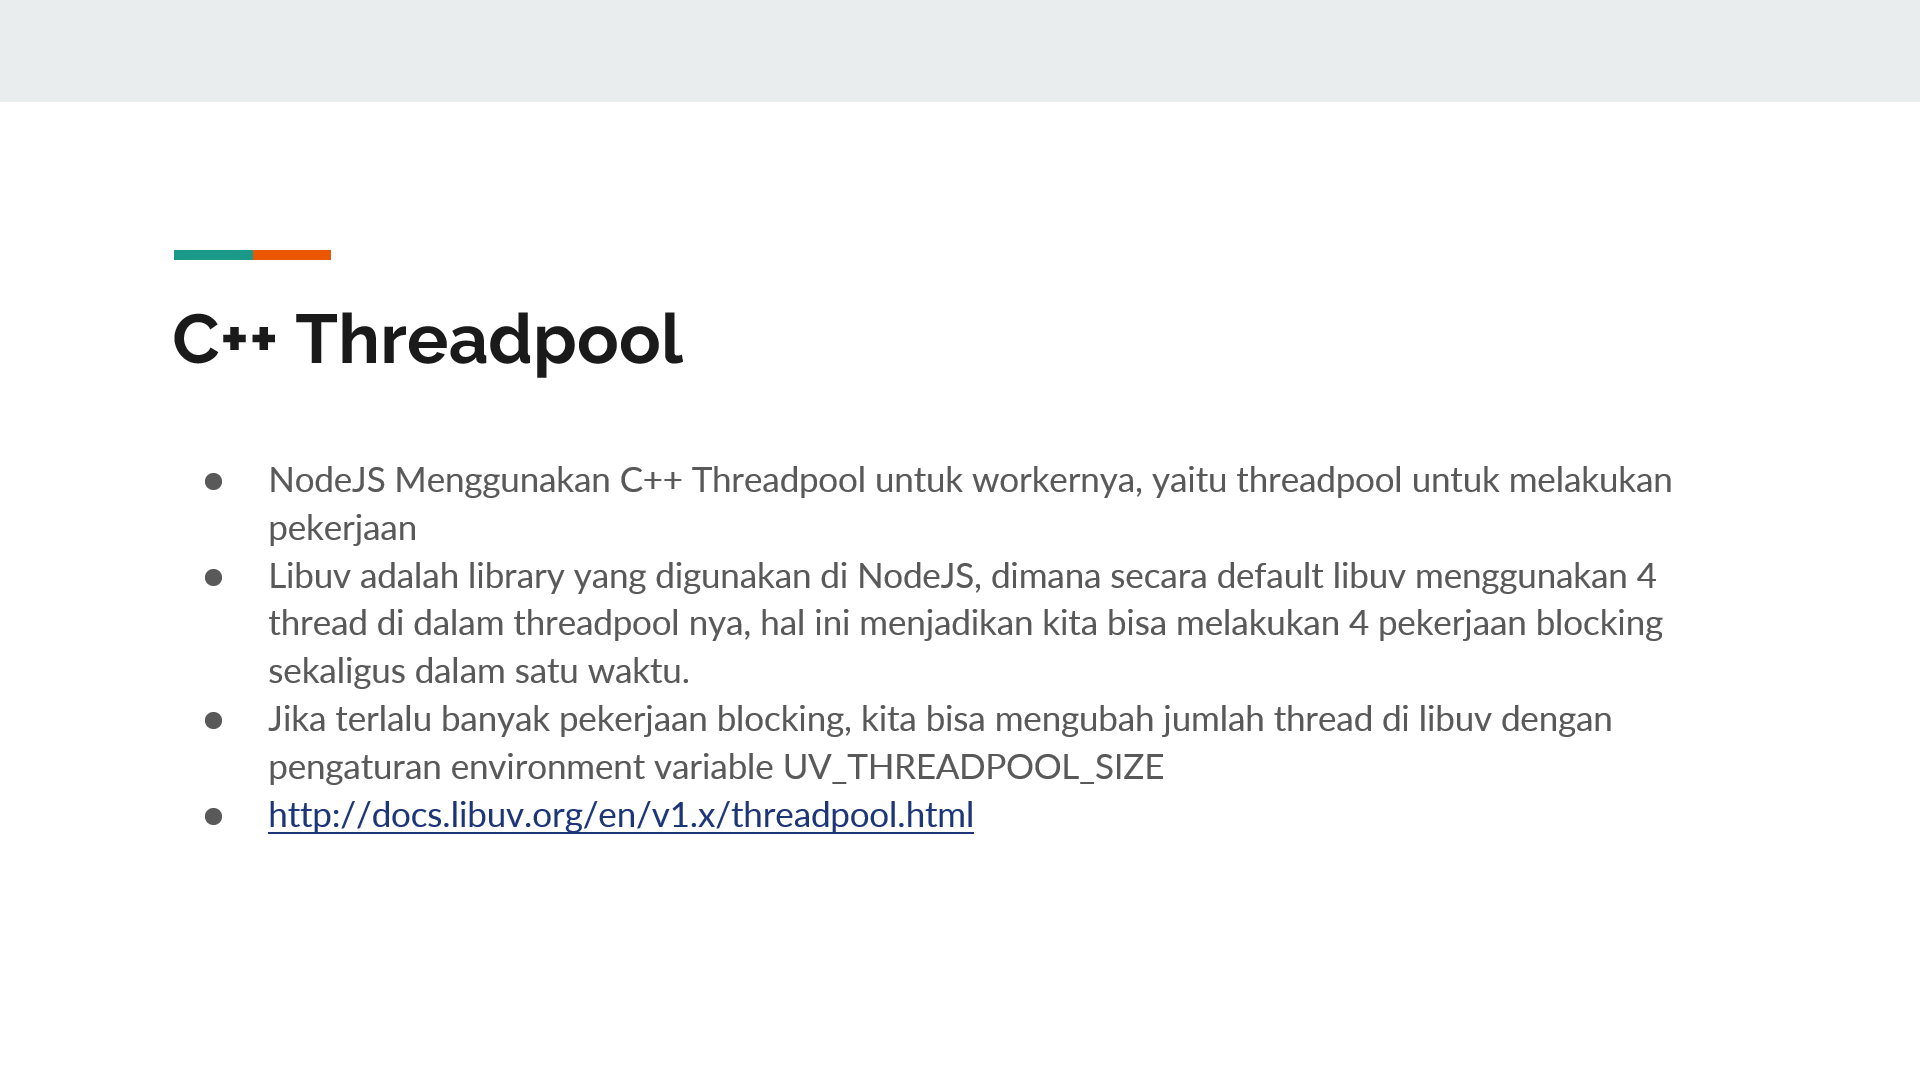 C++ Threadpool
● NodeJS Menggunakan C++ Threadpool untuk workernya, yaitu threadpool untuk melakukan
pekerjaan
● Libuv adalah library yang digunakan di NodeJS, dimana secara default libuv menggunakan 4
thread di dalam threadpool nya, hal ini menjadikan kita bisa melakukan 4 pekerjaan blocking
sekaligus dalam satu waktu.
● Jika terlalu banyak pekerjaan blocking, kita bisa mengubah jumlah thread di libuv dengan
pengaturan environment variable UV_THREADPOOL_SIZE
● http://docs.libuv.org/en/v1.x/threadpool.html